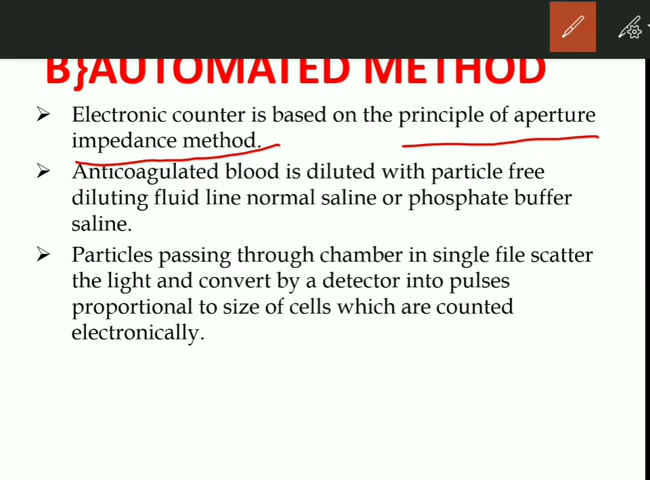 B}AUTOMATED METHOD
➢ Electronic counter is based on the principle of aperture
impedance method.
➢ Anticoagulated blood is diluted with particle free
diluting fluid line normal saline or phosphate buffer
saline.
➢ Particles passing through chamber in single file scatter
the light and convert by a detector into pulses
proportional to size of cells which are counted
electronically.